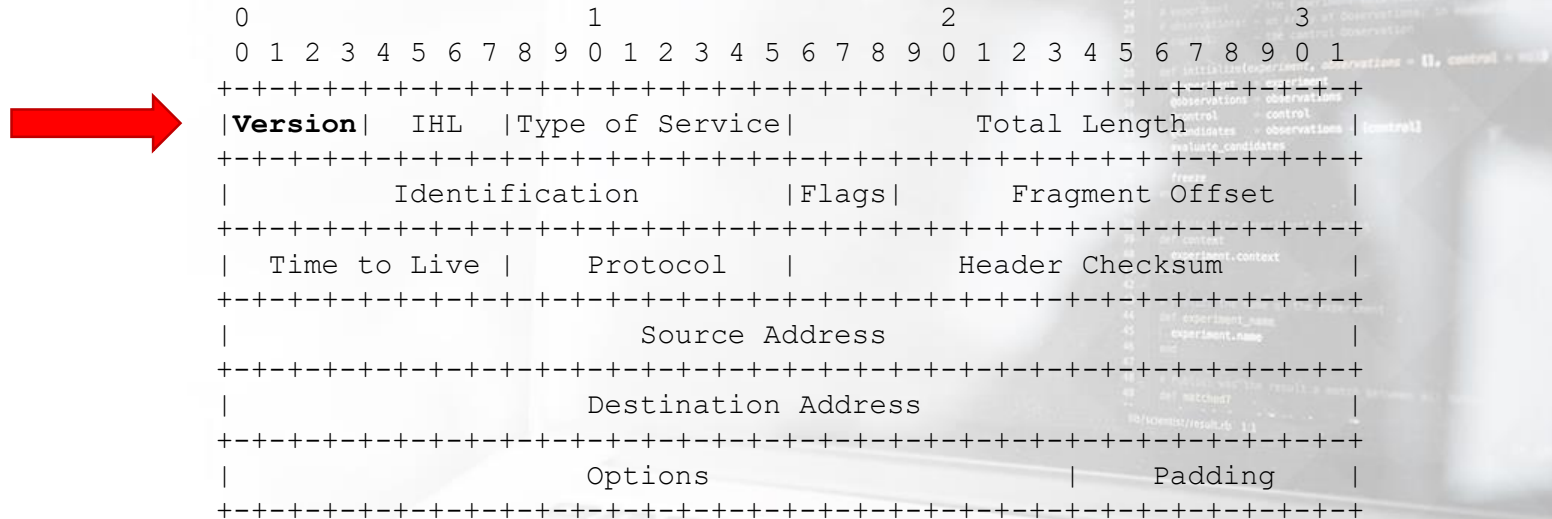 0 1 2 3
0 1 2 3 4 5 6 7 8 9 0 1 2 3 4 5 6 7 8 9 0 1 2 3 4 5 6 7 8 9 0 1
+-+-+-+-+-+-+-+-+-+-+-+-+-+-+-+-+-+-+-+-+-+-+-+-+-+-+-+-+-+-+-+-+
|Version| IHL |Type of Service| Total Length |
+-+-+-+-+-+-+-+-+-+-+-+-+-+-+-+-+-+-+-+-+-+-+-+-+-+-+-+-+-+-+-+-+
| Identification |Flags| Fragment Offset |
+-+-+-+-+-+-+-+-+-+-+-+-+-+-+-+-+-+-+-+-+-+-+-+-+-+-+-+-+-+-+-+-+
| Time to Live | Protocol | Header Checksum |
+-+-+-+-+-+-+-+-+-+-+-+-+-+-+-+-+-+-+-+-+-+-+-+-+-+-+-+-+-+-+-+-+
| Source Address |
+-+-+-+-+-+-+-+-+-+-+-+-+-+-+-+-+-+-+-+-+-+-+-+-+-+-+-+-+-+-+-+-+
| Destination Address |
+-+-+-+-+-+-+-+-+-+-+-+-+-+-+-+-+-+-+-+-+-+-+-+-+-+-+-+-+-+-+-+-+
| Options | Padding |
+-+-+-+-+-+-+-+-+-+-+-+-+-+-+-+-+-+-+-+-+-+-+-+-+-+-+-+-+-+-+-+-+